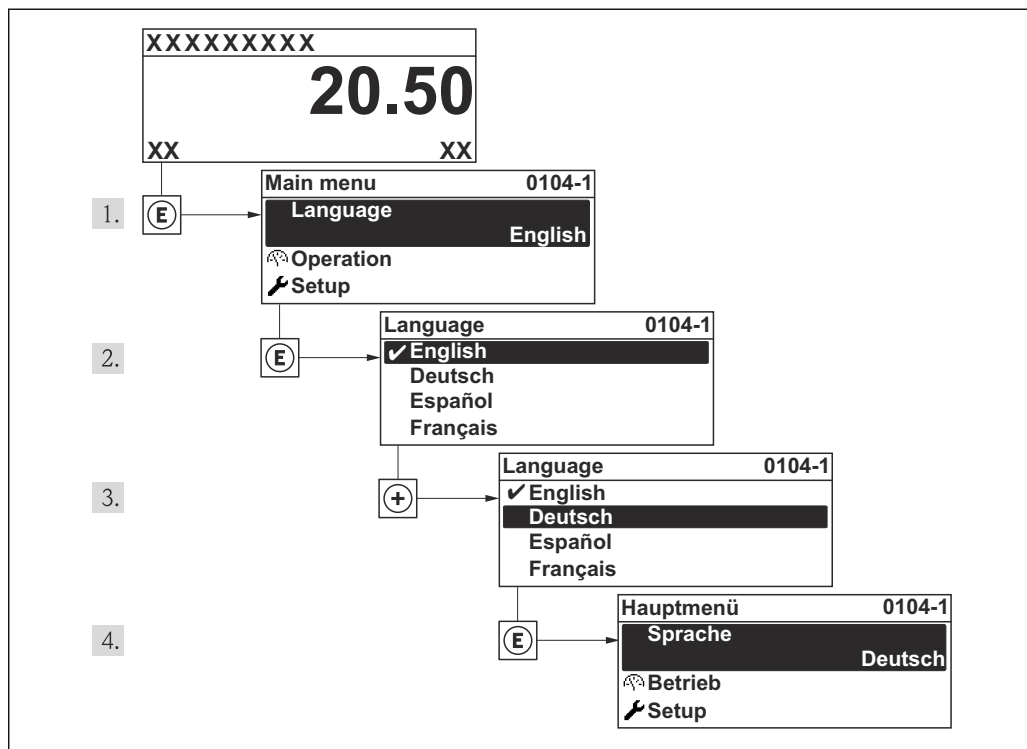 XXXXXXXXX
20.50
XX XX
1. E
Main menu 0104-1
Language
English
Operation
Setup
2. E
Language 0104-1
✔English
Deutsch
Español
Français
3. +
Language 0104-1
✔English
Deutsch
Español
Français
4. E
Hauptmenü 0104-1
Sprache
Deutsch
Betrieb
Setup